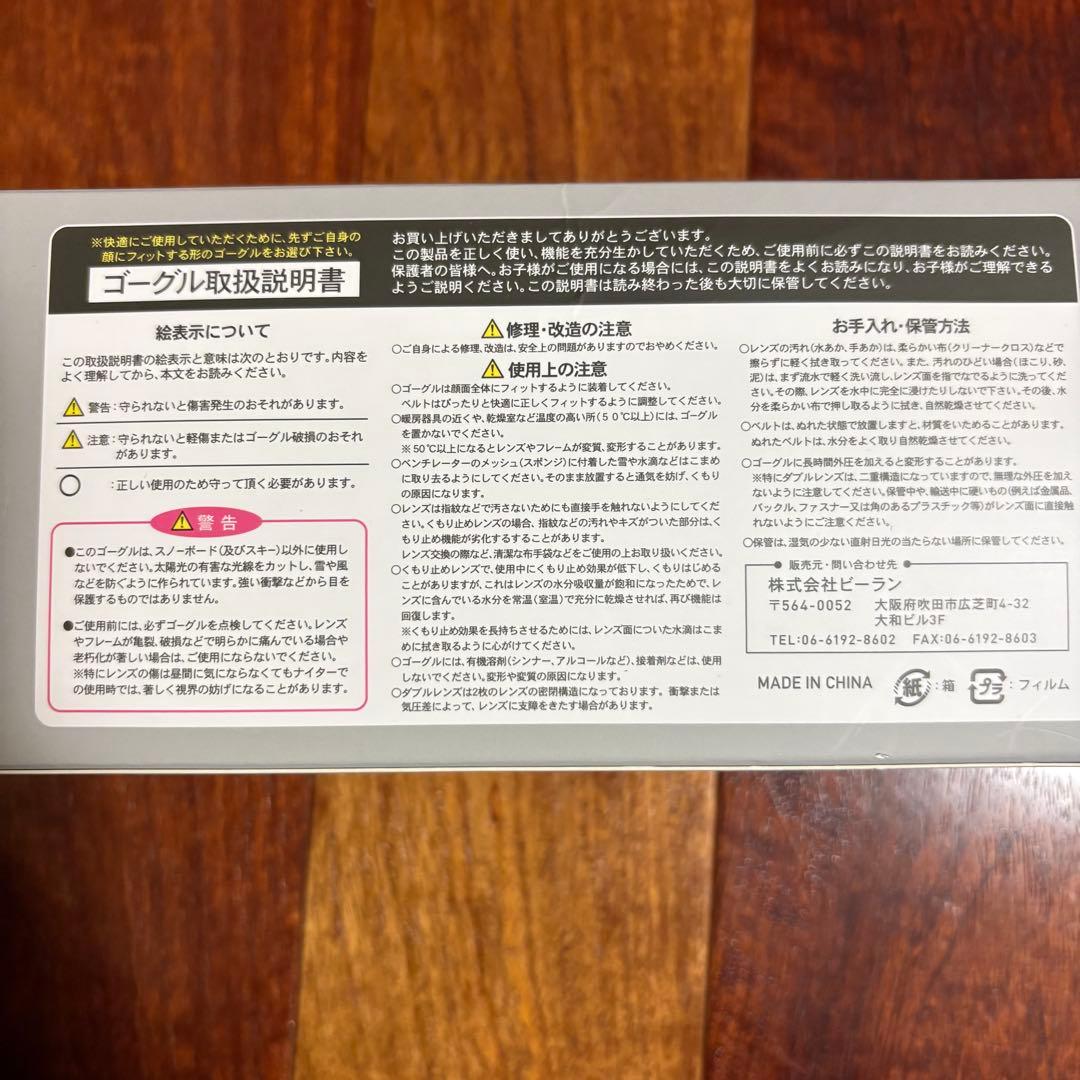 ※快適にご使用していただくために、先ずご自身の
顔にフィットする形のゴーグルをお選び下さい。
ゴーグル取扱説明書
お買い上げいただきましてありがとうございます。
この製品を正しく使い、機能を充分生かしていただくため、ご使用前に必ずこの説明書をお読みください。
保護者の皆様へ。お子様がご使用になる場合には、この説明書をよくお読みになり、お子様がご理解できる
ようご説明ください。この説明書は読み終わった後も大切に保管してください。
絵表示について
この取扱説明書の絵表示と意味は次のとおりです。内容を
よく理解してから、本文をお読みください。
警告:守られないと傷害発生のおそれがあります。
注意:守られないと軽傷またはゴーグル破損のおそれ
があります。
○:正しい使用のため守って頂く必要があります。
警告
●このゴーグルは、スノーボード(及びスキー)以外に使用し
ないでください。太陽光の有害な光線をカットし、雪や風
などを防ぐように作られています。強い衝撃などから目を
保護するものではありません。
●ご使用前には、必ずゴーグルを点検してください。レンズ
やフレームが亀裂、破損などで明らかに痛んでいる場合や
老朽化が著しい場合は、ご使用にならないでください。
※特にレンズの傷は昼間に気にならなくてもナイターで
の使用時では、著しく視界の妨げになることがあります。
修理・改造の注意
○ご自身による修理、改造は、安全上の問題がありますのでおやめください。
使用上の注意
○ゴーグルは顔面全体にフィットするように装着してください。
ベルトはぴったりと快適に正しくフィットするように調整してください。
○暖房器具の近くや、乾燥室など温度の高い所(50℃以上)には、ゴーグル
を置かないでください。
※50℃以上になるとレンズやフレームが変質、変形することがあります。
○ベンチレーターのメッシュ(スポンジ)に付着した雪や水滴などはこまめ
に取り去るようにしてください。そのまま放置すると通気を妨げ、くもり
の原因になります。
○レンズは指紋などで汚さないためにも直接手を触れないようにしてくだ
さい。くもり止めレンズの場合、指紋などの汚れやキズがついた部分は、く
もり止め機能が劣化するすることがあります。
レンズ交換の際など、清潔な布手袋などをご使用の上お取り扱いください。
○くもり止めレンズで、使用中にくもり止め効果が低下し、くもりはじめる
ことがありますが、これはレンズの水分吸収量が飽和になったためで、レン
ズに含んでいる水分を常温(室温)で充分に乾燥させれば、再び機能は
回復します。
※くもり止め効果を長持ちさせるためには、レンズ面についた水滴はこま
めに拭き取るように心がけてください。
○ゴーグルには、有機溶剤(シンナー、アルコールなど)、接着剤などは、使用
しないでください。変形や変質の原因になります。
○ダブルレンズは2枚のレンズの密閉構造になっております。衝撃または
気圧差によって、レンズに支障をきたす場合があります。
お手入れ・保管方法
○レンズの汚れ(水あか、手あか)は、柔らかい布(クリーナークロス)などで
擦らずに軽く拭き取ってください。また、汚れのひどい場合(ほこり、砂、
泥)は、まず流水で軽く洗い流し、レンズ面を指でなでるように洗ってくだ
さい。その際、レンズを水中に完全に浸けたりしないで下さい。その後、水
分を柔らかい布で押し取るように拭き、自然乾燥させてください。
○ベルトは、ぬれた状態で放置しますと、材質をいためることがあります。
ぬれたベルトは、水分をよく取り自然乾燥させてください。
○ゴーグルに長時間外圧を加えると変形することがあります。
※特にダブルレンズは、二重構造になっていますので、無理な外圧を加え
ないように注意してください。保管中や、輸送中に硬いもの(例えば金属品、
バックル、ファスナー又は角のあるプラスチック等)がレンズ面に直接触
れないようにご注意ください。
○保管は、湿気の少ない直射日光の当たらない場所に保管してください。
● 販売元・問い合わせ先 ●
株式会社ビーラン
〒564-0052 大阪府吹田市広芝町4-32
大和ビル3F
TEL:06-6192-8602 FAX:06-6192-8603
MADE IN CHINA
紙:箱
プラ:フィルム